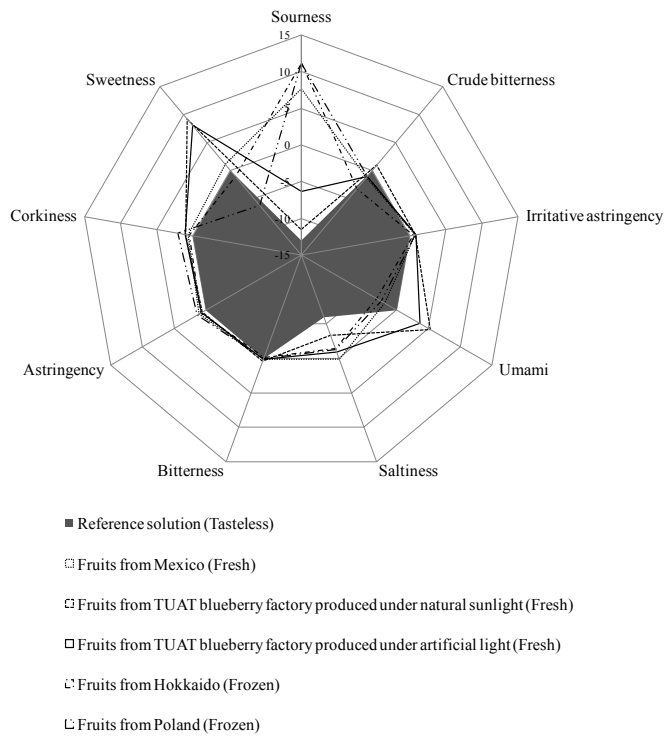 Sourness
15
Sweetness
10
Crude bitterness
5
0
-5
Corkiness
Irritative astringency
-10
-15
Astringency
Umami
Bitterness
Saltiness
Reference solution (Tasteless)
Fruits from Mexico (Fresh)
Fruits from TUAT blueberry factory produced under natural sunlight (Fresh)
Fruits from TUAT blueberry factory produced under artificial light (Fresh)
Fruits from Hokkaido (Frozen)
Fruits from Poland (Frozen)